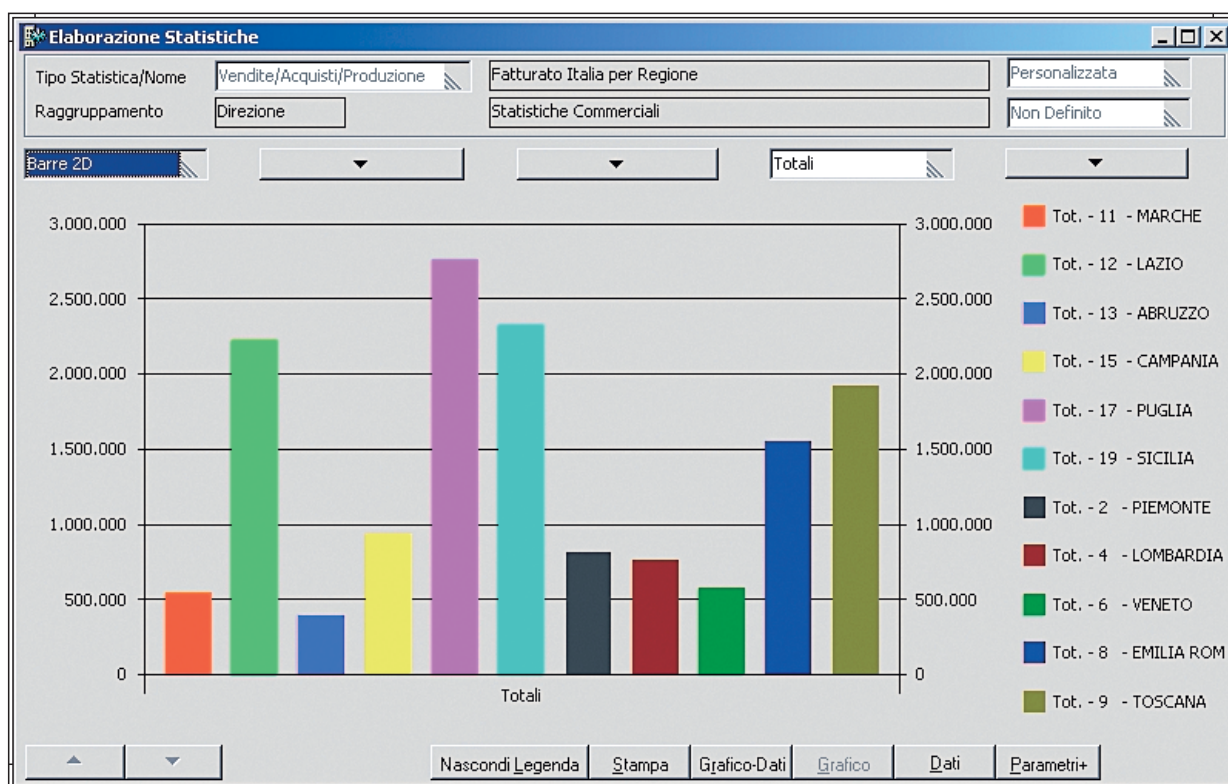 Elaborazione Statistiche
Tipo Statistica/Nome Vendite/Acquisti/Produzione Fatturato Italia per Regione Personalizzata
Raggruppamento Direzione Statistiche Commerciali Non Definito
Barre 2D Totali
3.000.000 3.000.000
2.500.000 2.500.000
2.000.000 2.000.000
1.500.000 1.500.000
1.000.000 1.000.000
500.000 500.000
0 0
Totali
Tot. - 11 - MARCHE
Tot. - 12 - LAZIO
Tot. - 13 - ABRUZZO
Tot. - 15 - CAMPANIA
Tot. - 17 - PUGLIA
Tot. - 19 - SICILIA
Tot. - 2 - PIEMONTE
Tot. - 4 - LOMBARDIA
Tot. - 6 - VENETO
Tot. - 8 - EMILIA ROM
Tot. - 9 - TOSCANA
Nascondi Legenda Stampa Grafico-Dati Grafico Dati Parametri+